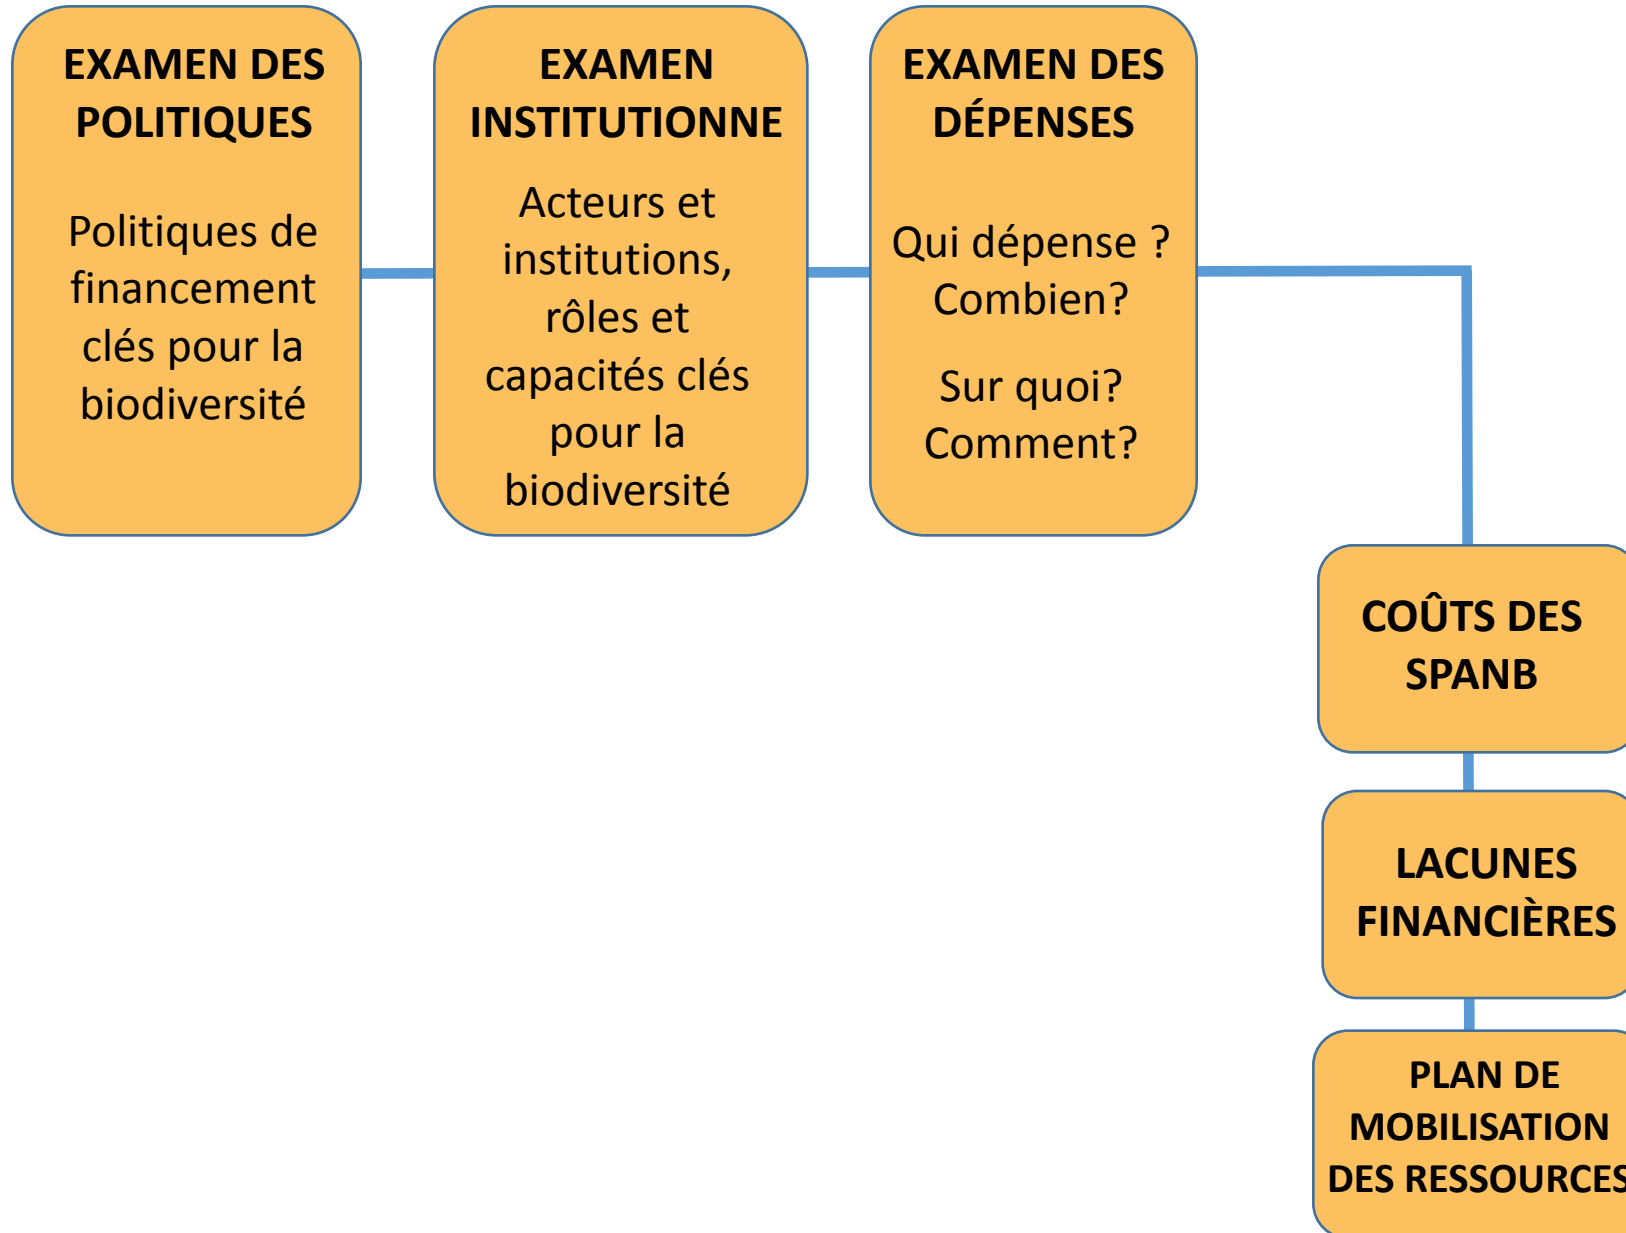 EXAMEN DES
POLITIQUES
Politiques de
financement
clés pour la
biodiversité
EXAMEN
INSTITUTIONNE
Acteurs et
institutions,
rôles et
capacités clés
pour la
biodiversité
EXAMEN DES
DÉPENSES
Qui dépense ?
Combien?
Sur quoi?
Comment?
COÛTS DES
SPANB
LACUNES
FINANCIÈRES
PLAN DE
MOBILISATION
DES RESSOURCES